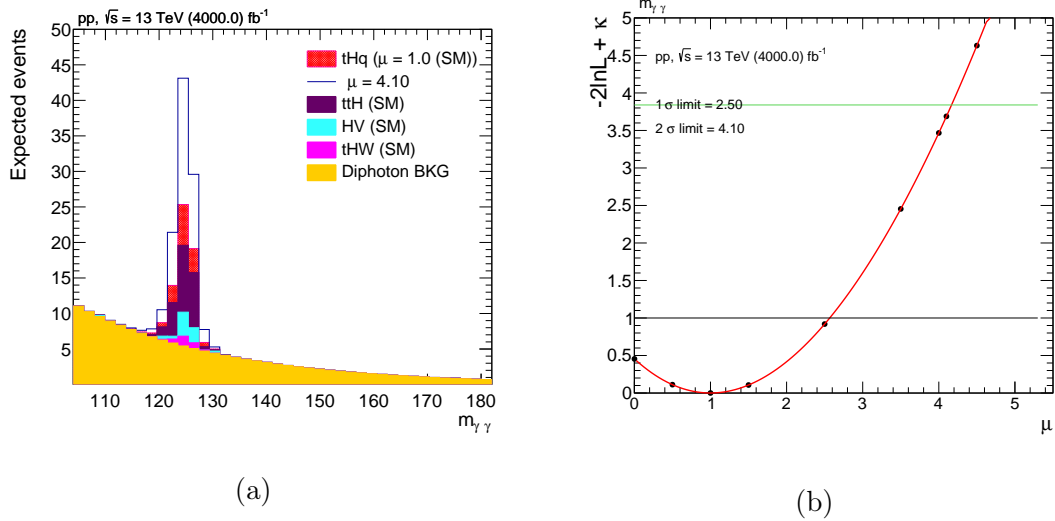 pp, √s = 13 TeV (4000.0) fb⁻¹
Expected events
50
45
40
35
30
25
20
15
10
5
tHq (μ = 1.0 (SM))
μ = 4.10
ttH (SM)
HV (SM)
tHW (SM)
Diphoton BKG
110 120 130 140 150 160 170 180
m_γγ
(a)
m_γγ
-2lnL + κ
5
4.5
4
3.5
3
2.5
2
1.5
1
0.5
0
pp, √s = 13 TeV (4000.0) fb⁻¹
1 σ limit = 2.50
2 σ limit = 4.10
0 1 2 3 4 5
μ
(b)